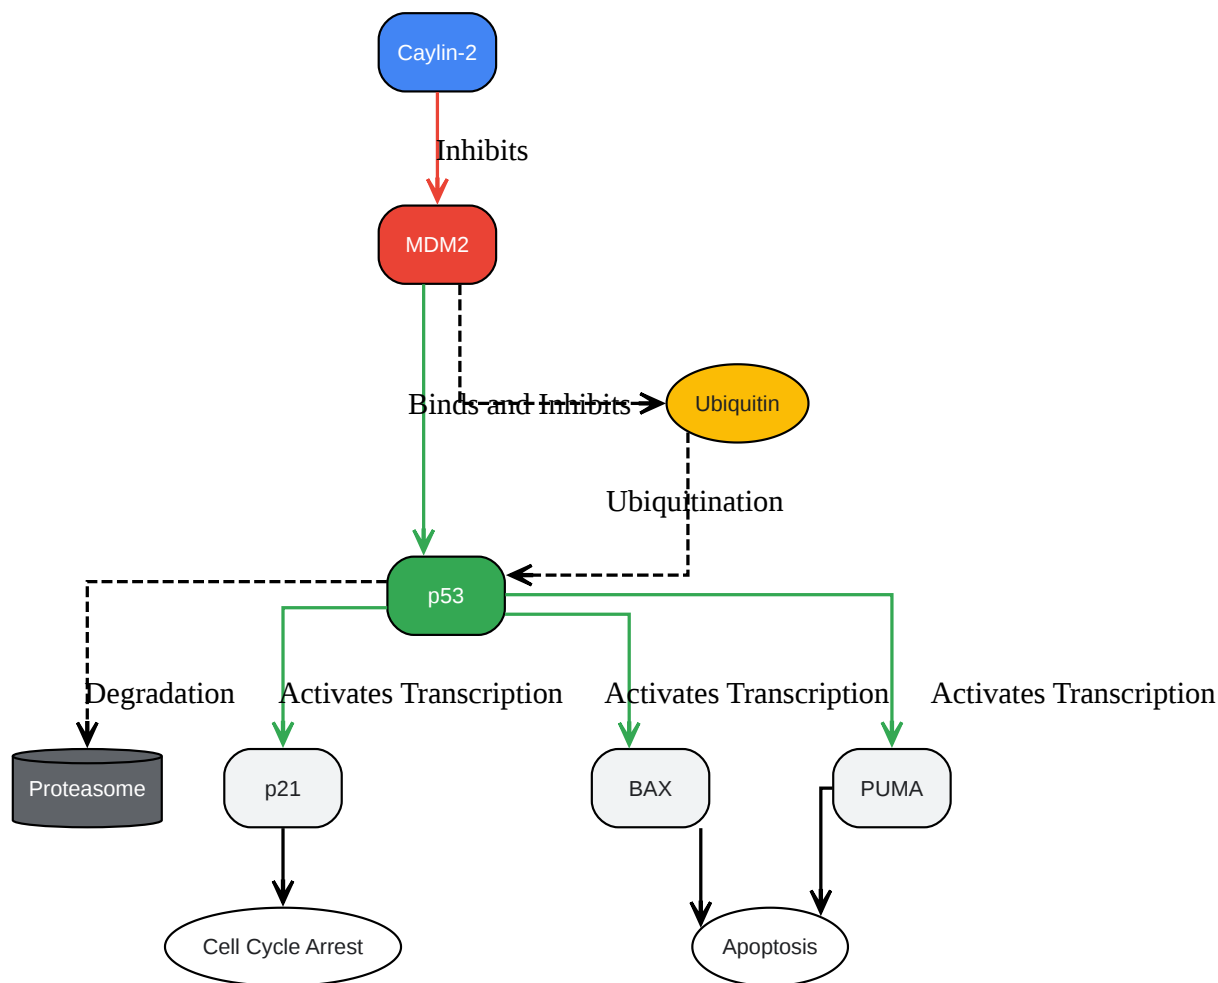 Caylin-2
Inhibits
MDM2
Binds and Inhibits
Ubiquitin
Ubiquitination
p53
Degradation
Activates Transcription
Activates Transcription
Activates Transcription
Proteasome
p21
BAX
PUMA
Cell Cycle Arrest
Apoptosis